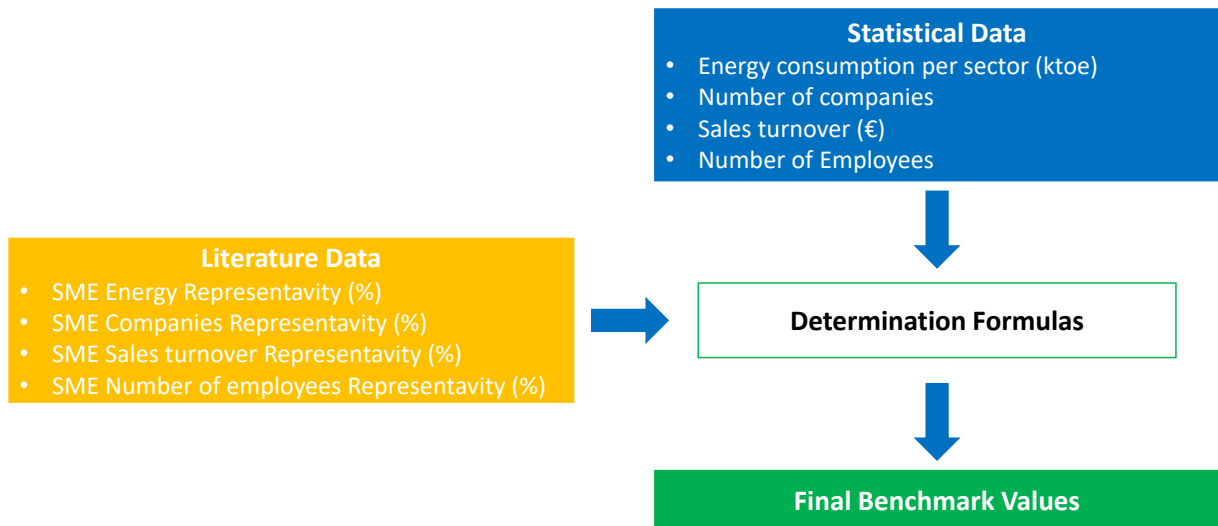 Statistical Data
• Energy consumption per sector (ktoe)
• Number of companies
• Sales turnover (€)
• Number of Employees
Literature Data
• SME Energy Representavity (%)
• SME Companies Representavity (%)
• SME Sales turnover Representavity (%)
• SME Number of employees Representavity (%)
Determination Formulas
Final Benchmark Values